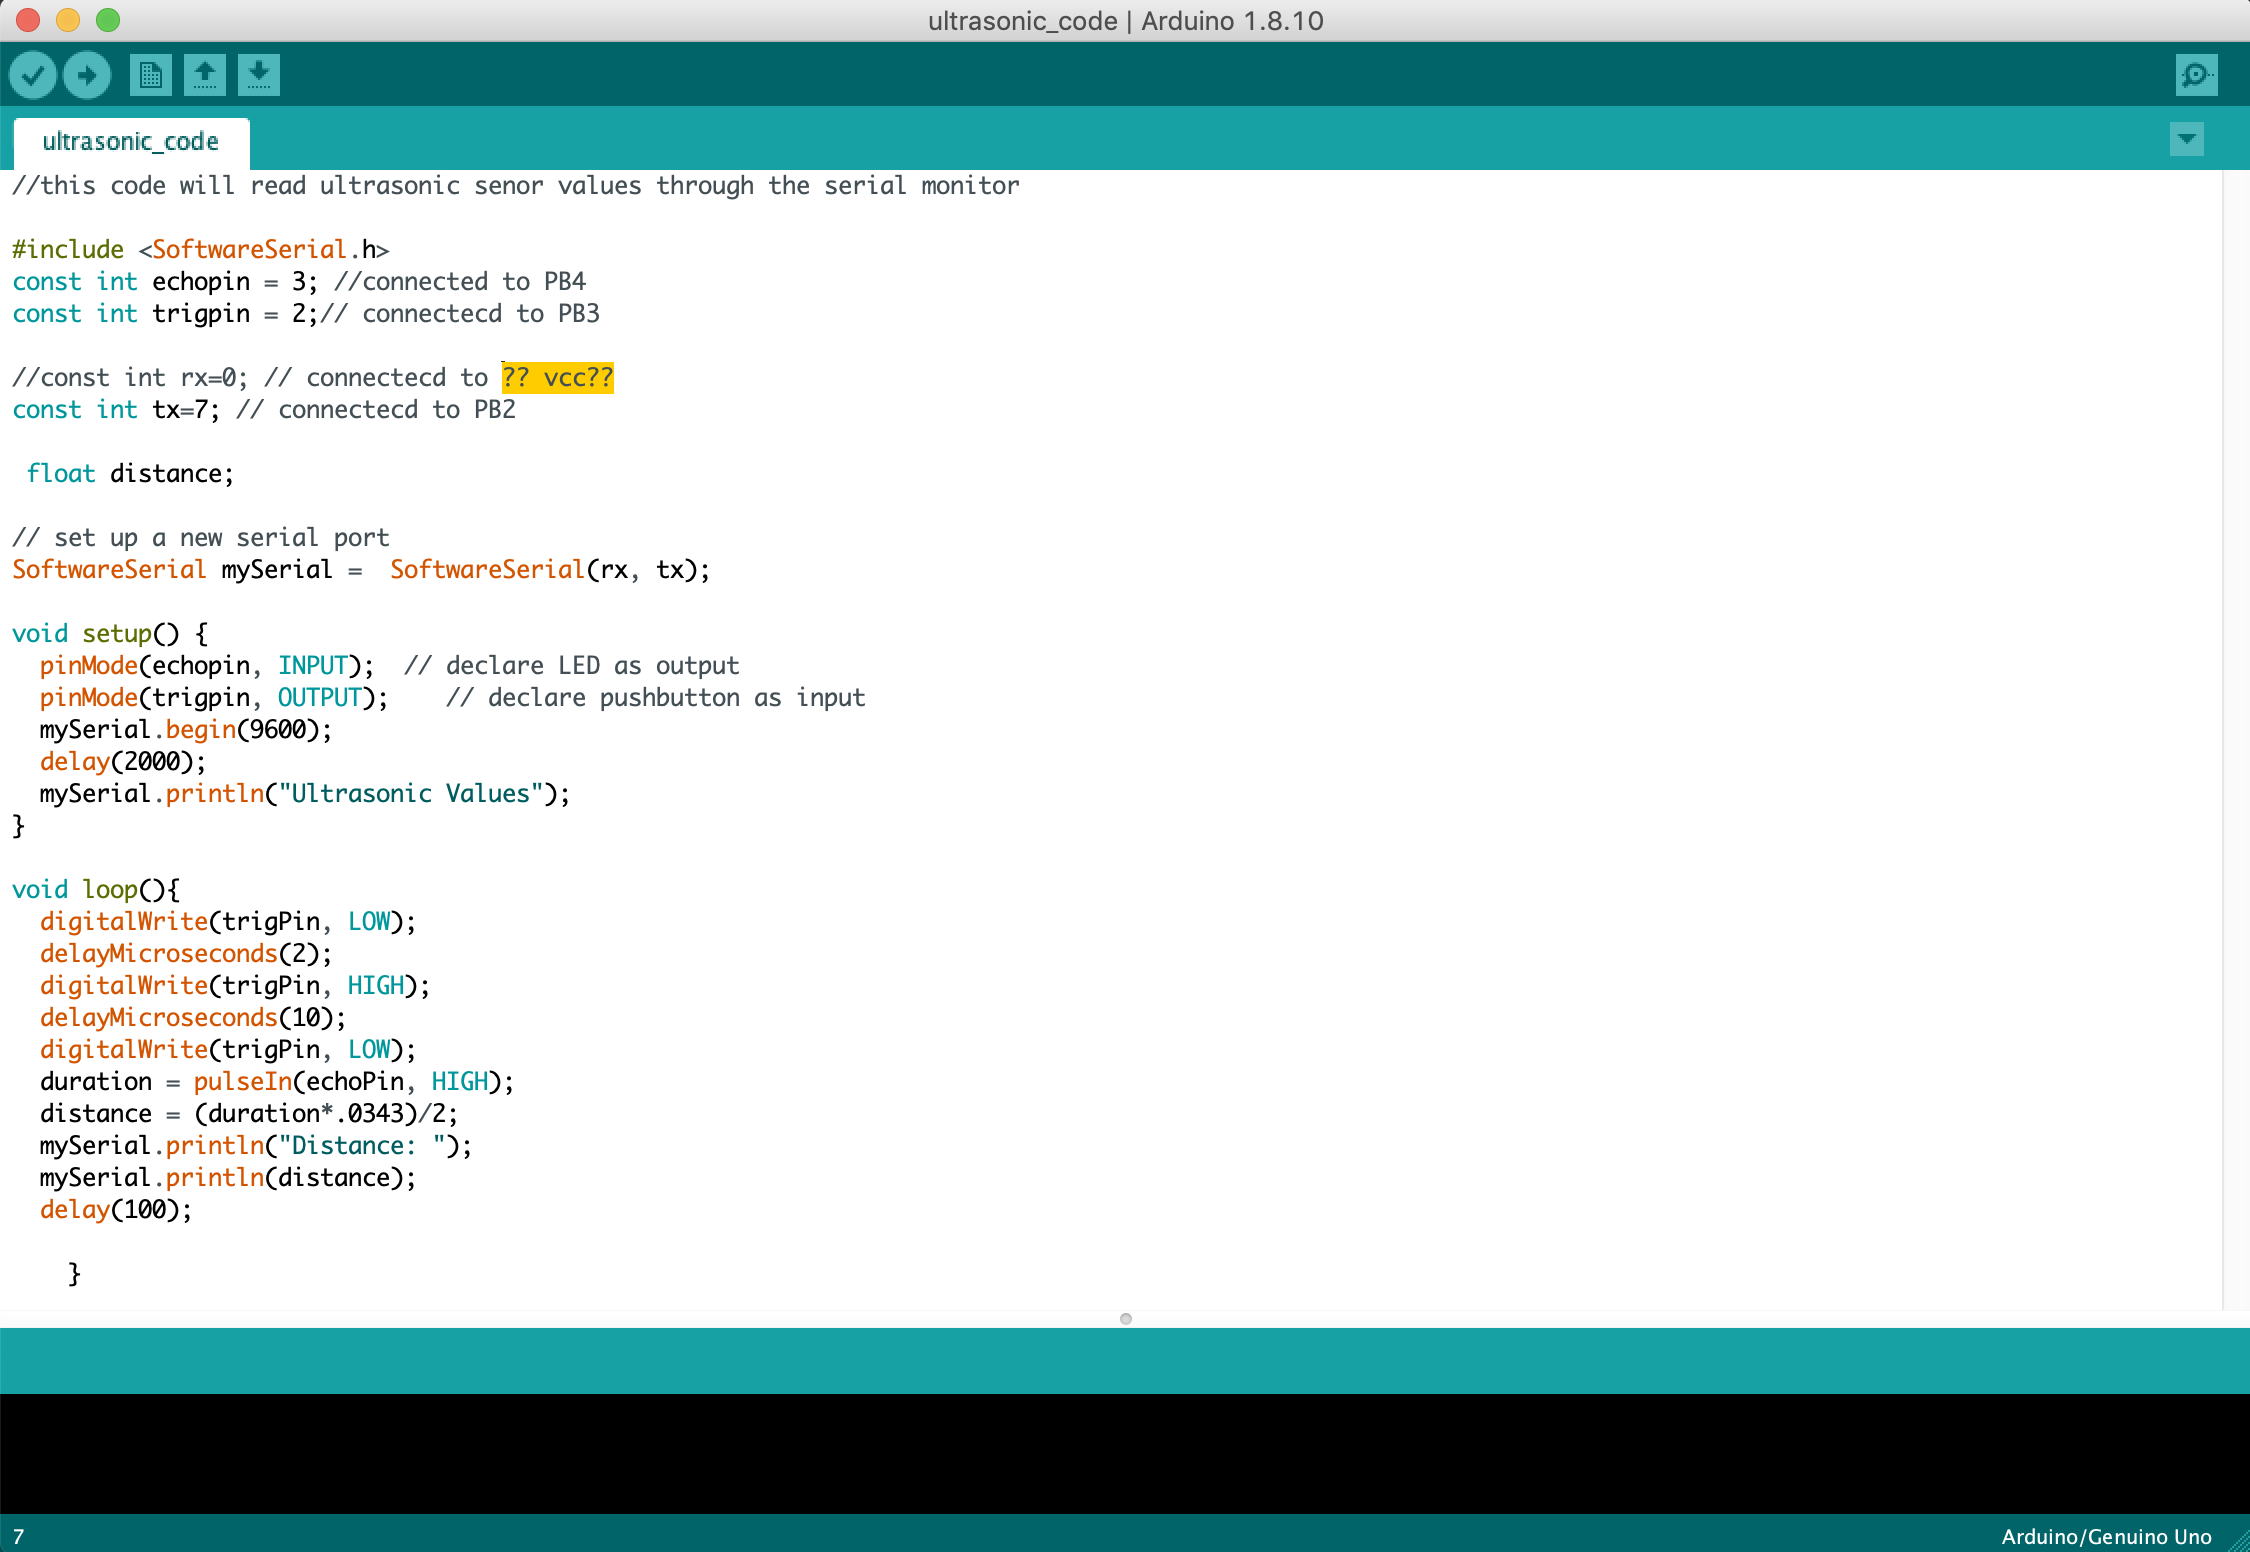 ultrasonic_code | Arduino 1.8.10
ultrasonic_code
//this code will read ultrasonic senor values through the serial monitor
#include <SoftwareSerial.h>
const int echopin = 3; //connected to PB4
const int trigpin = 2;// connectecd to PB3
//const int rx=0; // connectecd to ?? vcc??
const int tx=7; // connectecd to PB2
float distance;
// set up a new serial port
SoftwareSerial mySerial =  SoftwareSerial(rx, tx);
void setup() {
  pinMode(echopin, INPUT);  // declare LED as output
  pinMode(trigpin, OUTPUT);    // declare pushbutton as input
  mySerial.begin(9600);
  delay(2000);
  mySerial.println("Ultrasonic Values");
}
void loop(){
  digitalWrite(trigPin, LOW);
  delayMicroseconds(2);
  digitalWrite(trigPin, HIGH);
  delayMicroseconds(10);
  digitalWrite(trigPin, LOW);
  duration = pulseIn(echoPin, HIGH);
  distance = (duration*.0343)/2;
  mySerial.println("Distance: ");
  mySerial.println(distance);
  delay(100);
    }
7
Arduino/Genuino Uno